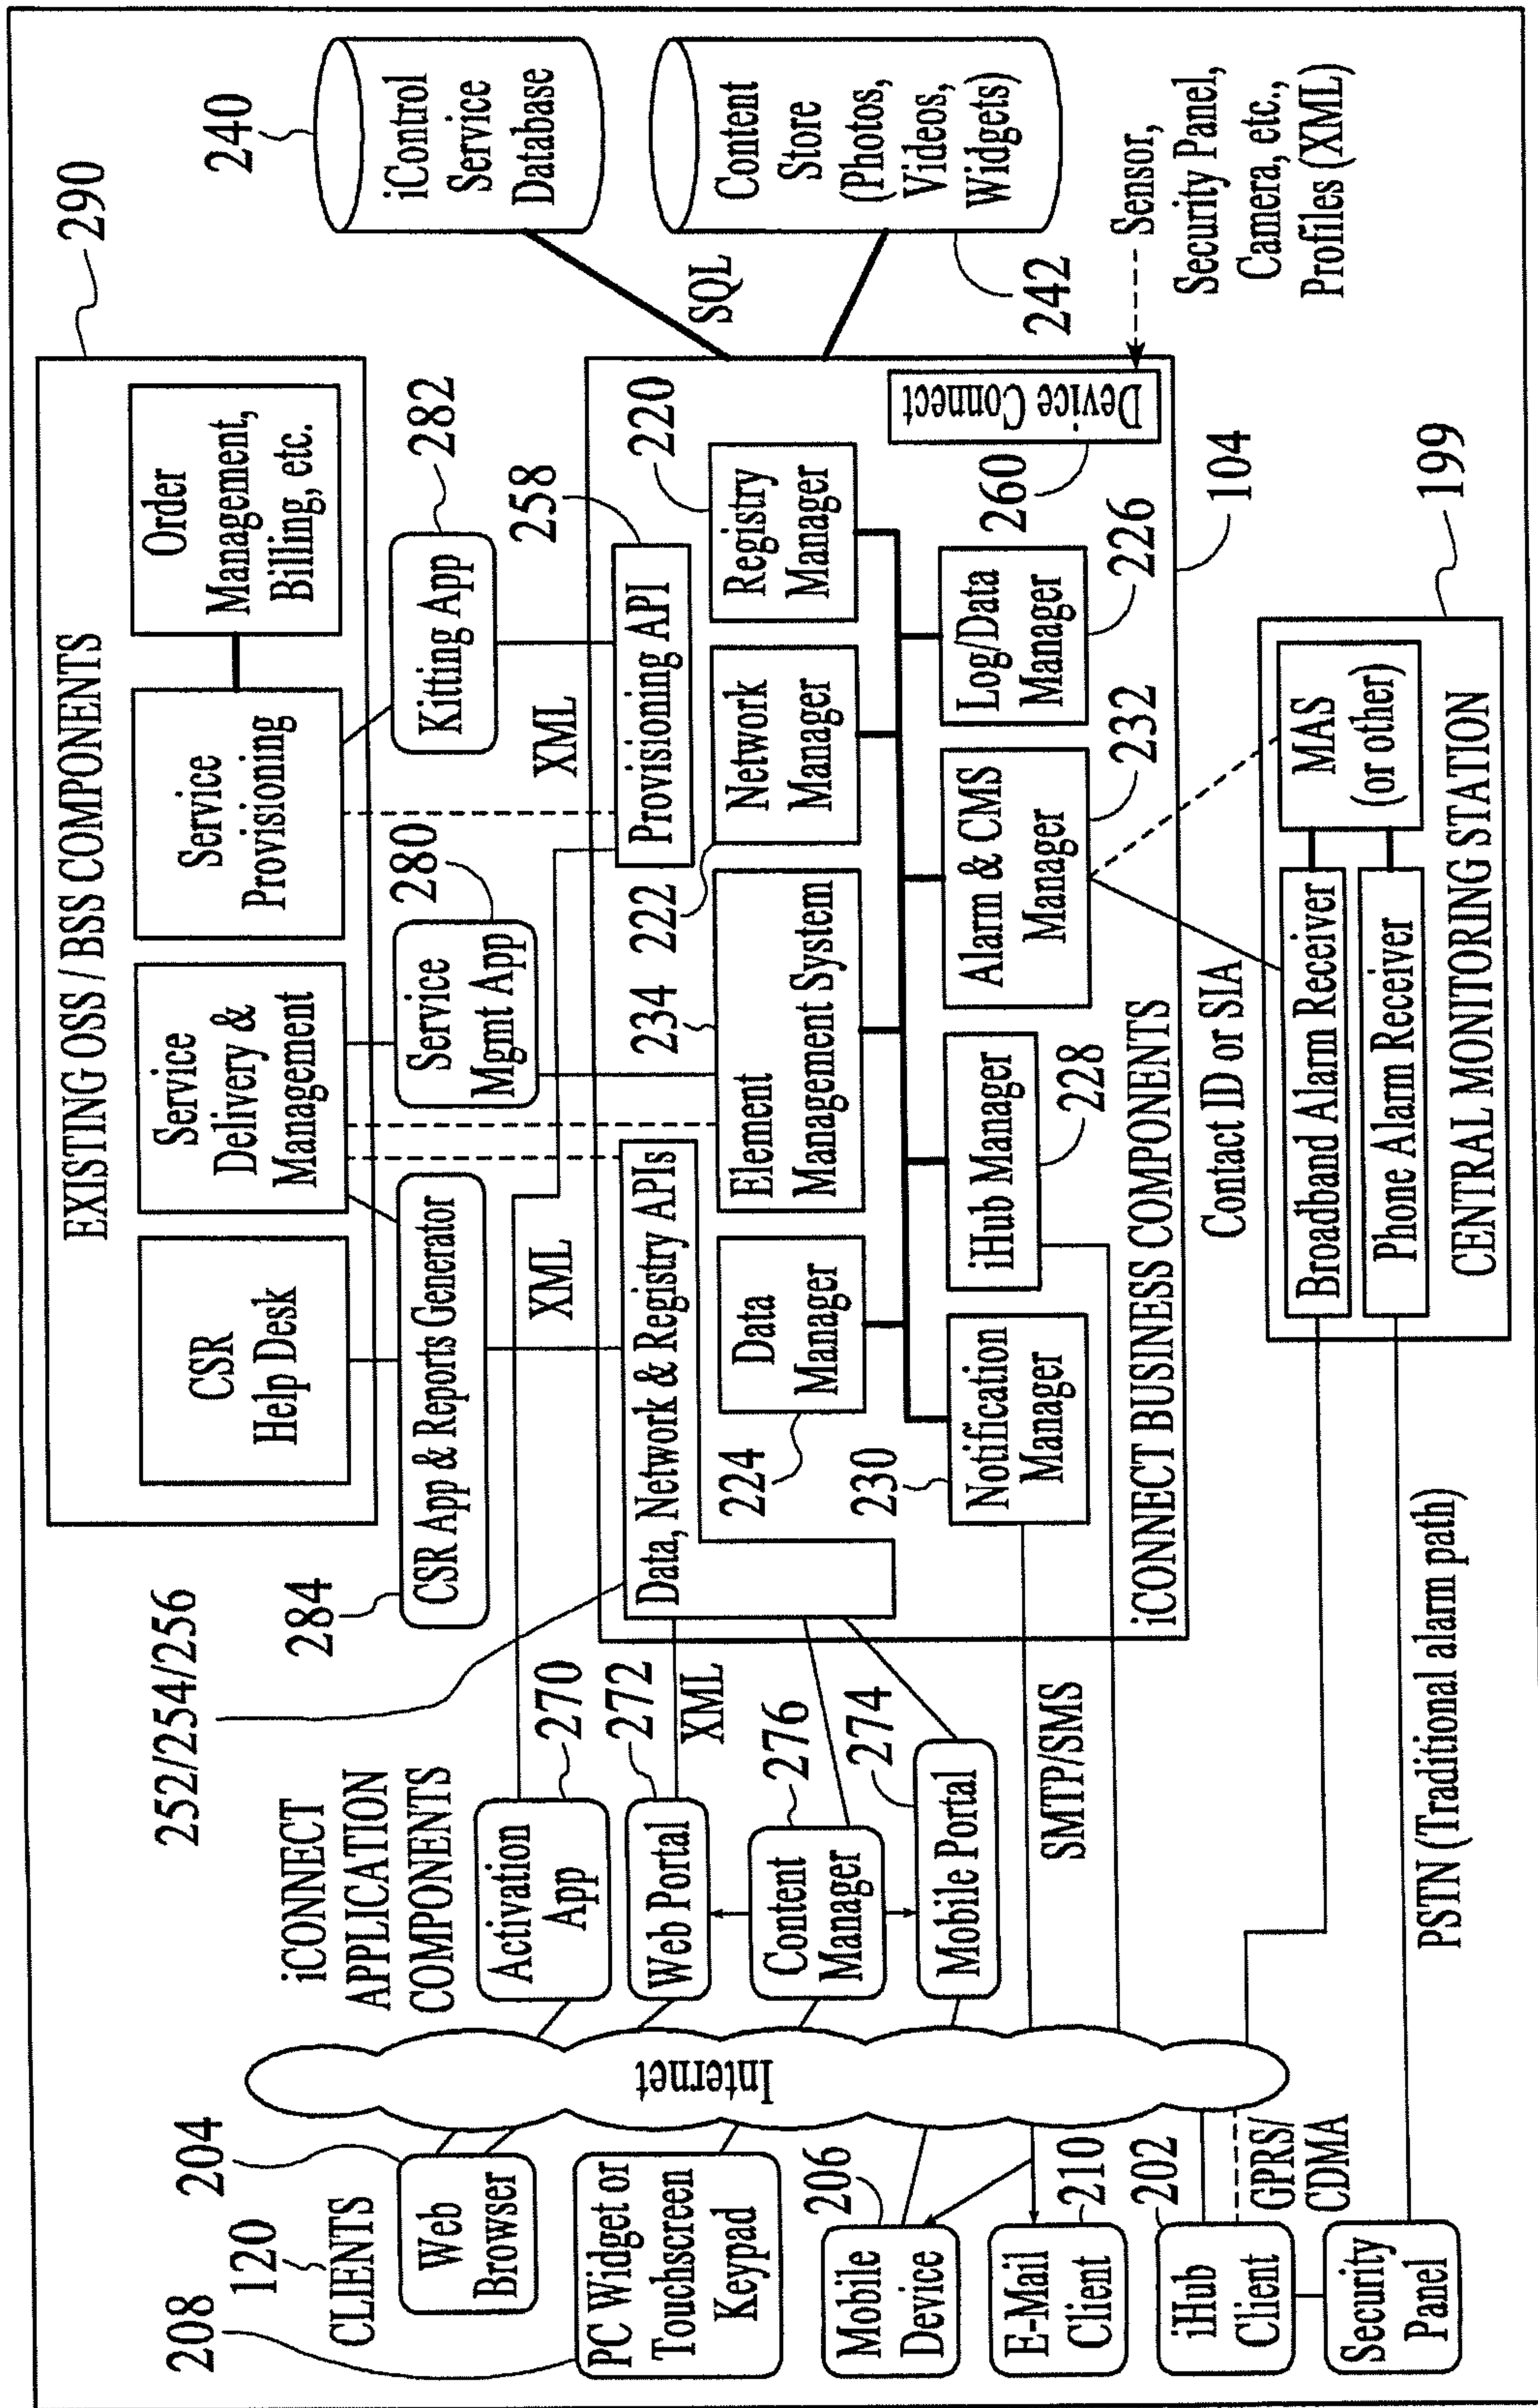 EXISTING OSS / BSS COMPONENTS
290
CSR
Help Desk
Service
Delivery &
Management
Service
Provisioning
Order
Management,
Billing, etc.
284
CSR App & Reports Generator
Service
Mgmt App
280
Kitting App
282
XML
XML
252/254/256
Data, Network & Registry APIs
Provisioning API
258
Data
Manager
224
Element
Management System
234
Network
Manager
222
Registry
Manager
220
Notification
Manager
230
iHub Manager
228
Alarm & CMS
Manager
232
Log/Data
Manager
226
Device Connect
260
iCONNECT BUSINESS COMPONENTS
104
SQL
240
iControl
Service
Database
Content
Store
(Photos,
Videos,
Widgets)
242
Sensor,
Security Panel,
Camera, etc.,
Profiles (XML)
iCONNECT
APPLICATION
COMPONENTS
Activation
App
270
Web Portal
272
XML
Content
Manager
276
Mobile Portal
274
SMTP/SMS
Internet
120
CLIENTS
204
Web
Browser
208
PC Widget or
Touchscreen
Keypad
Mobile
Device
206
E-Mail
Client
210
iHub
Client
202
GPRS/
CDMA
Security
Panel
PSTN (Traditional alarm path)
Contact ID or SIA
Broadband Alarm Receiver
Phone Alarm Receiver
MAS
(or other)
CENTRAL MONITORING STATION
199